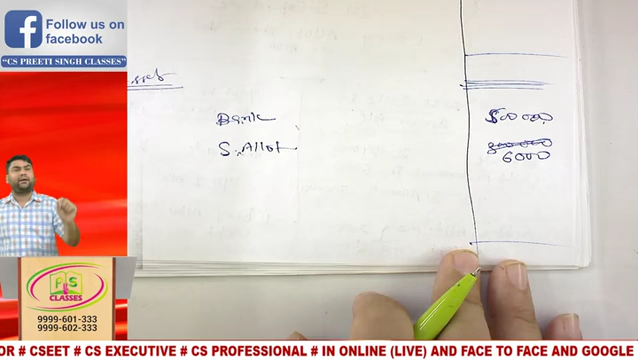 Follow us on
facebook
"CS PREETI SINGH CLASSES"
Bank
S. Allot
6000
PS
CLASSES
9999-601-333
9999-602-333
OR # CSEET # CS EXECUTIVE # CS PROFESSIONAL # IN ONLINE (LIVE) AND FACE TO FACE AND GOOGLE